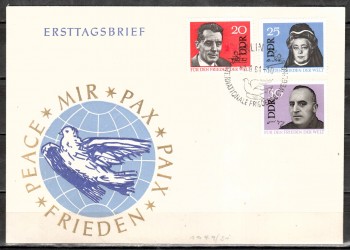 ERSTTAGSBRIEF
PEACE · MIR · PAX · PAIX
FRIEDEN
20
DDR
FÜR DEN FRIEDEN DER WELT
25
DDR
FÜR DEN FRIEDEN DER WELT
DDR
FÜR DEN FRIEDEN DER WELT